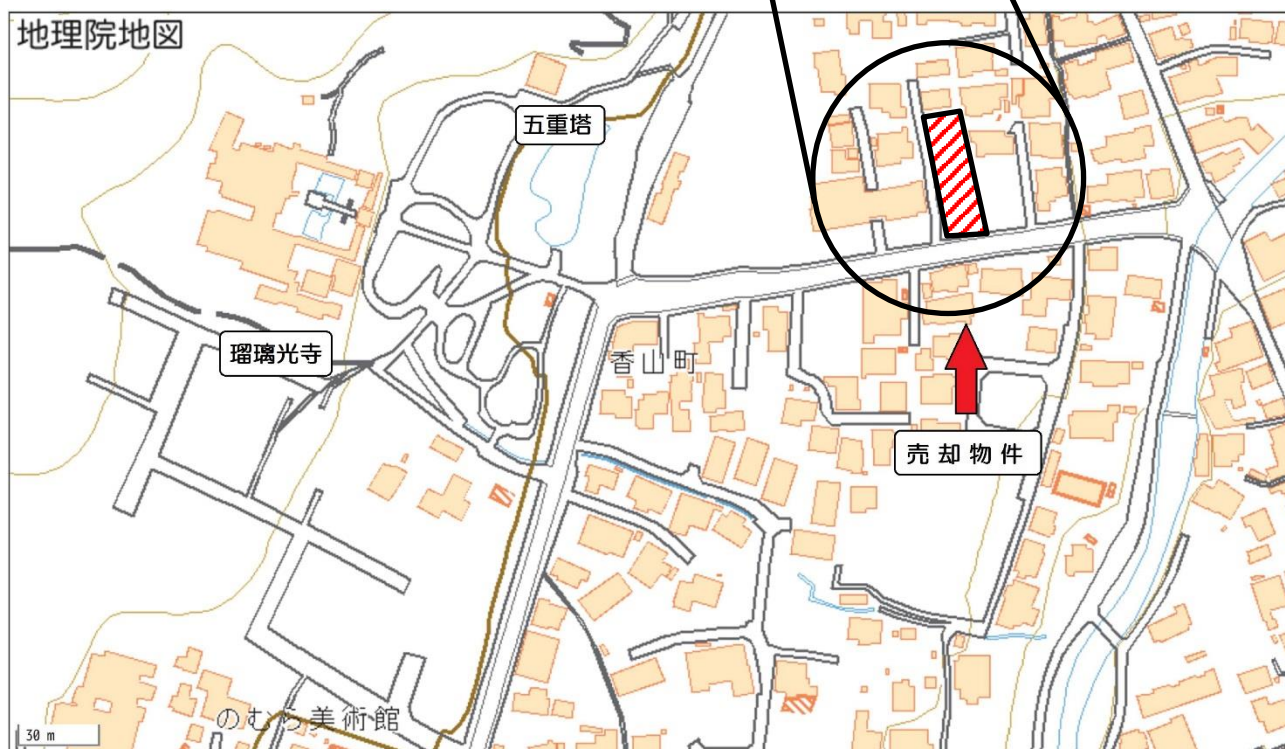 地理院地図
五重塔
瑠璃光寺
香山町
売却物件
のむら美術館
30 m